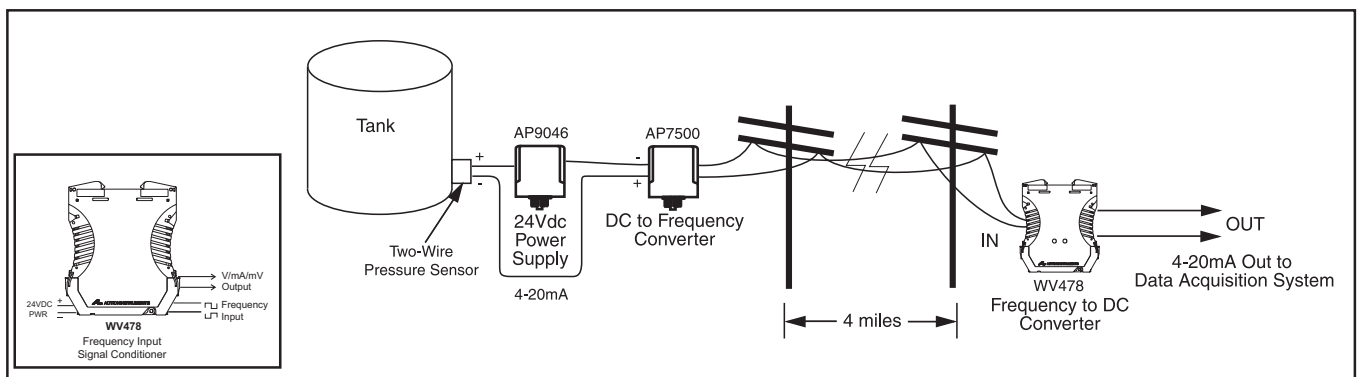 Tank
+
-
AP9046
24Vdc
Power
Supply
Two-Wire
Pressure Sensor
4-20mA
AP7500
-
+
DC to Frequency
Converter
4 miles
IN
WV478
Frequency to DC
Converter
OUT
4-20mA Out to
Data Acquisition System
V/mA/mV
Output
24VDC +
PWR -
Frequency
Input
ACTION INSTRUMENTS
WV478
Frequency Input
Signal Conditioner